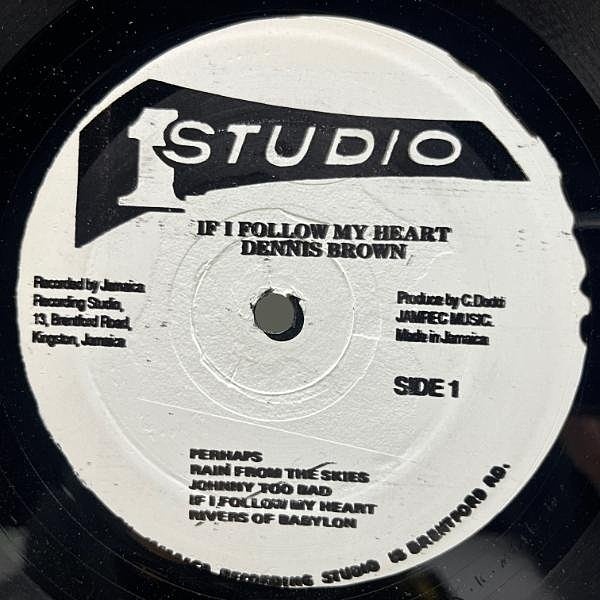 1 STUDIO
IF I FOLLOW MY HEART
DENNIS BROWN
Recorded by Jamaica
Recording Studio,
13, Brentford Road,
Kingston, Jamaica
Produce by C. Dodd
JAMREC MUSIC.
Made in Jamaica
SIDE 1
PERHAPS
RAIN FROM THE SKIES
JOHNNY TOO BAD
IF I FOLLOW MY HEART
RIVERS OF BABYLON
JAMAICA RECORDING STUDIO 13 BRENTFORD RD.